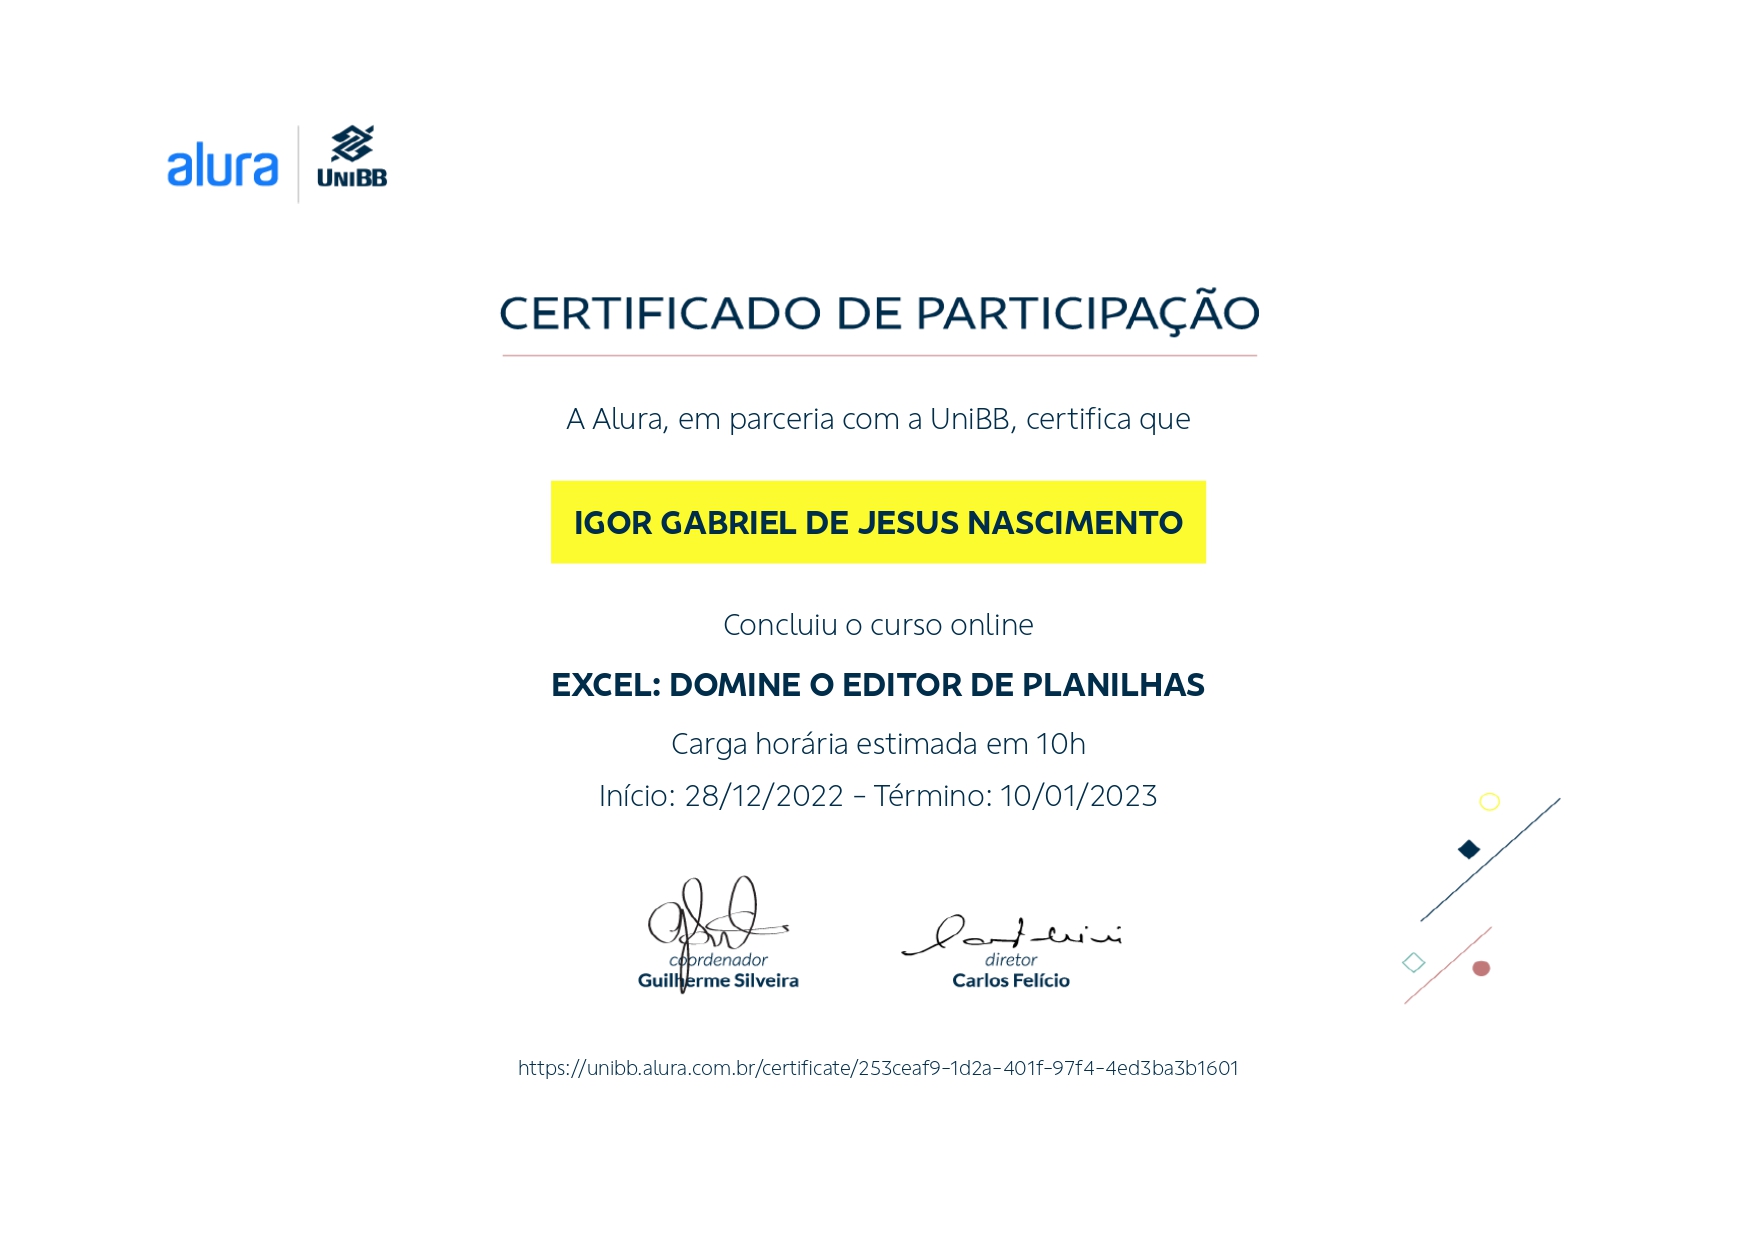 alura
UNIBB
CERTIFICADO DE PARTICIPAÇÃO
A Alura, em parceria com a UniBB, certifica que
IGOR GABRIEL DE JESUS NASCIMENTO
Concluiu o curso online
EXCEL: DOMINE O EDITOR DE PLANILHAS
Carga horária estimada em 10h
Início: 28/12/2022 - Término: 10/01/2023
coordenador
Guilherme Silveira
diretor
Carlos Felício
https://unibb.alura.com.br/certificate/253ceaf9-1d2a-401f-97f4-4ed3ba3b1601